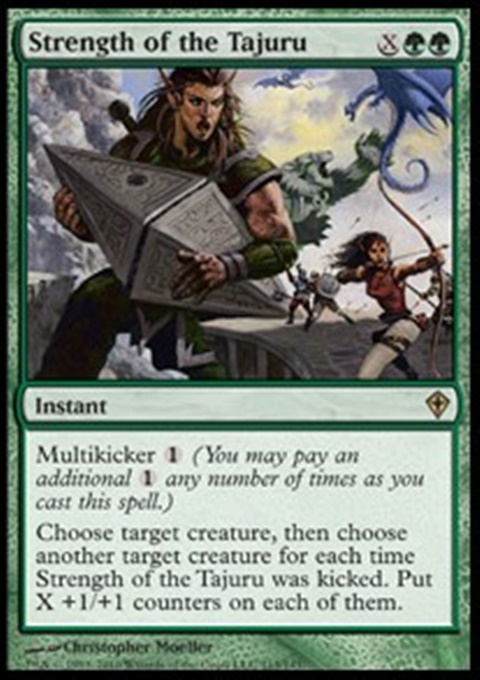 Strength of the Tajuru X
Instant
Multikicker 1 (You may pay an
additional 1 any number of times as you
cast this spell.)
Choose target creature, then choose
another target creature for each time
Strength of the Tajuru was kicked. Put
X +1/+1 counters on each of them.
Christopher Moeller